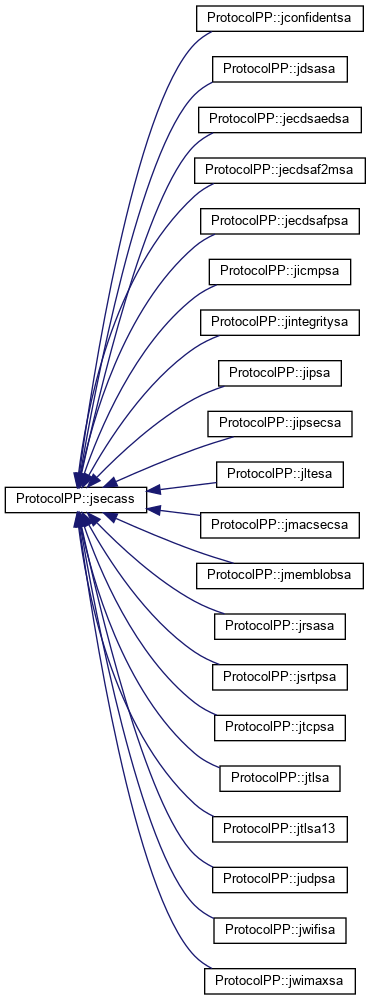 ProtocolPP::jconfidentsa
ProtocolPP::jdsasa
ProtocolPP::jecdsaedsa
ProtocolPP::jecdsaf2msa
ProtocolPP::jecdsafpsa
ProtocolPP::jicmpsa
ProtocolPP::jintegritysa
ProtocolPP::jipsa
ProtocolPP::jipsecsa
ProtocolPP::jltesa
ProtocolPP::jsecass
ProtocolPP::jmacsecsa
ProtocolPP::jmemblobsa
ProtocolPP::jrsasa
ProtocolPP::jsrtpsa
ProtocolPP::jtcpsa
ProtocolPP::jtlsa
ProtocolPP::jtlsa13
ProtocolPP::judpsa
ProtocolPP::jwifisa
ProtocolPP::jwimaxsa